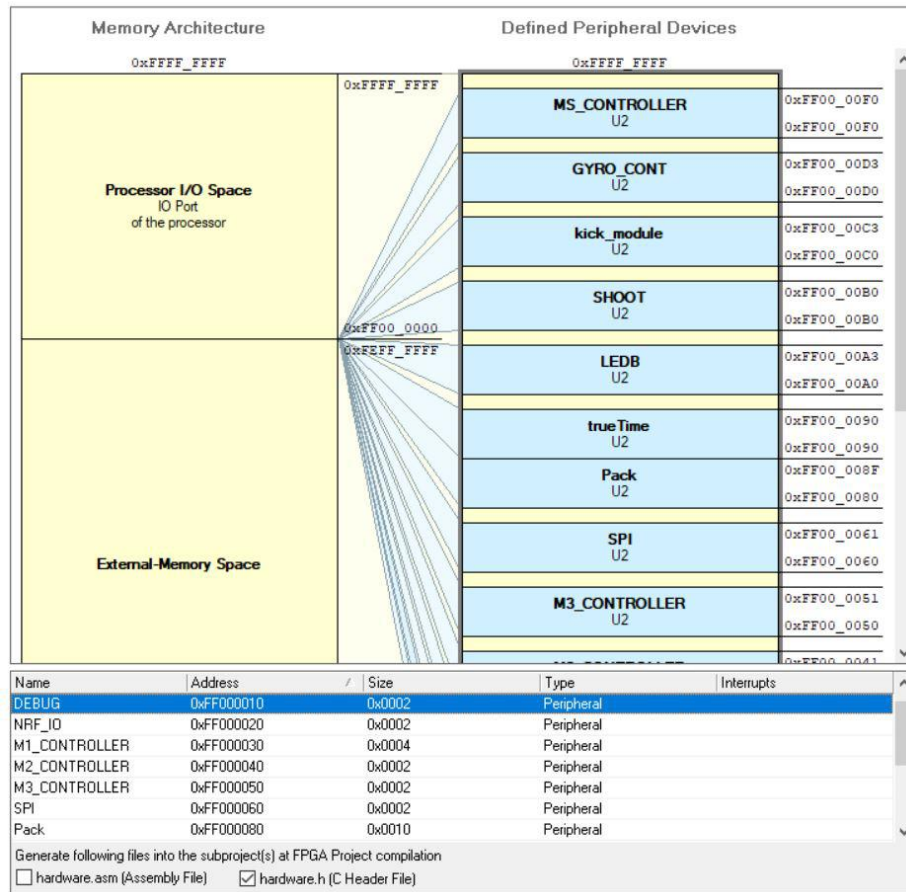 Memory Architecture
Defined Peripheral Devices
0xFFFF_FFFF
0xFFFF_FFFF
0xFFFF_FFFF
Processor I/O Space
IO Port
of the processor
0xFF00_0000
0xFEFF_FFFF
External-Memory Space
MS_CONTROLLER
U2
0xFF00_00F0
0xFF00_00F0
GYRO_CONT
U2
0xFF00_00D3
0xFF00_00D0
kick_module
U2
0xFF00_00C3
0xFF00_00C0
SHOOT
U2
0xFF00_00B0
0xFF00_00B0
LEDB
U2
0xFF00_00A3
0xFF00_00A0
trueTime
U2
0xFF00_0090
0xFF00_0090
Pack
U2
0xFF00_008F
0xFF00_0080
SPI
U2
0xFF00_0061
0xFF00_0060
M3_CONTROLLER
U2
0xFF00_0051
0xFF00_0050
Name Address / Size Type Interrupts
DEBUG 0xFF000010 0x0002 Peripheral
NRF_IO 0xFF000020 0x0002 Peripheral
M1_CONTROLLER 0xFF000030 0x0004 Peripheral
M2_CONTROLLER 0xFF000040 0x0002 Peripheral
M3_CONTROLLER 0xFF000050 0x0002 Peripheral
SPI 0xFF000060 0x0002 Peripheral
Pack 0xFF000080 0x0010 Peripheral
Generate following files into the subproject(s) at FPGA Project compilation
hardware.asm (Assembly File) hardware.h (C Header File)